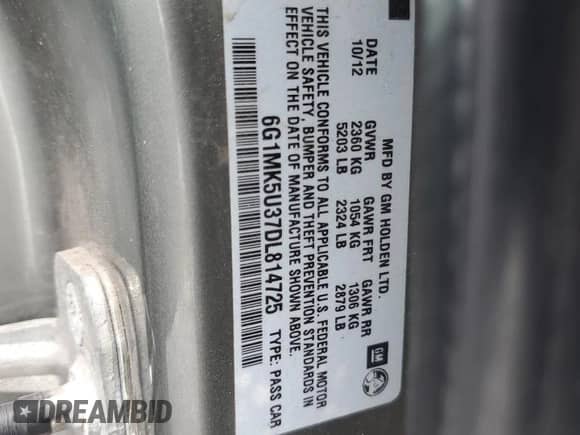 MFD BY GM HOLDEN LTD.
DATE GVWR GAWR FRT GAWR RR
10/12 2360 KG 1054 KG 1306 KG
5203 LB 2324 LB 2879 LB
THIS VEHICLE CONFORMS TO ALL APPLICABLE U.S. FEDERAL MOTOR
VEHICLE SAFETY, BUMPER AND THEFT PREVENTION STANDARDS IN
EFFECT ON THE DATE OF MANUFACTURE SHOWN ABOVE.
6G1MK5U37DL814725 TYPE: PASS CAR
GM
DREAMBID